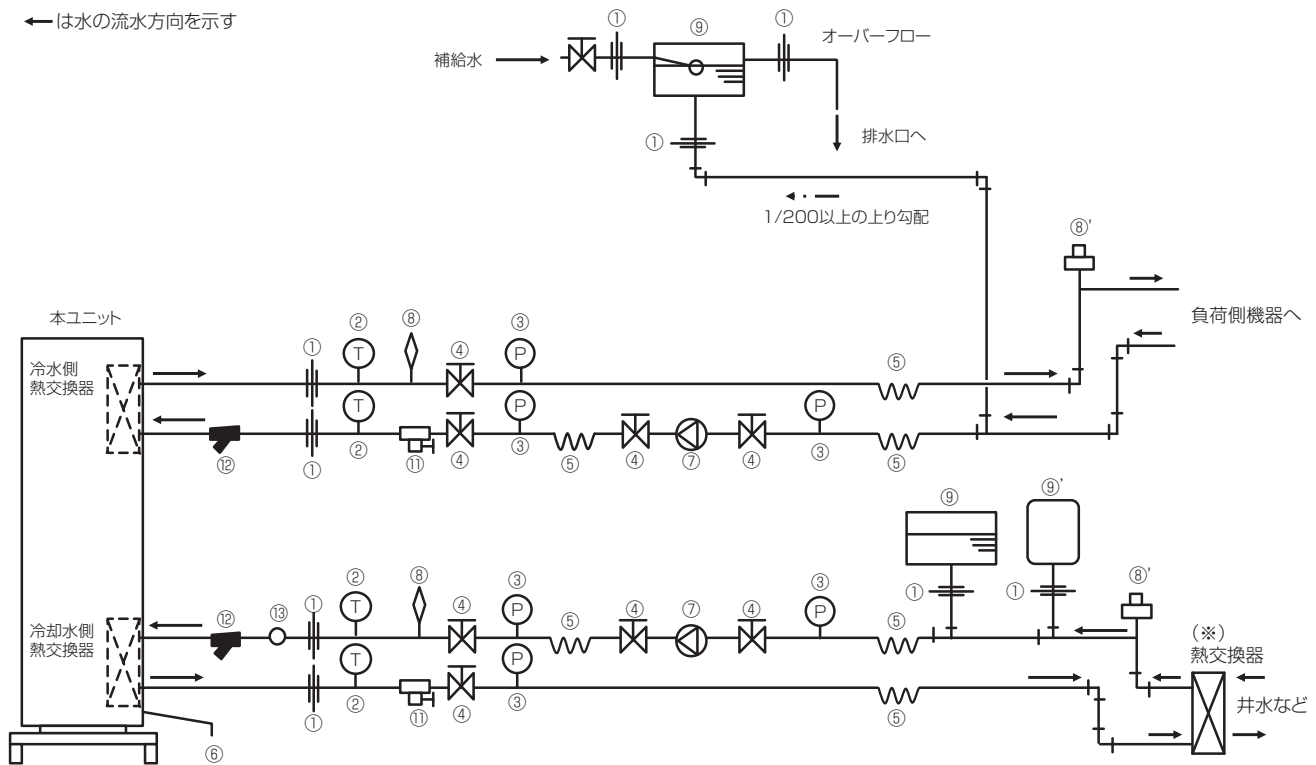 ←は水の流水方向を示す
① ⑨ ①
オーバーフロー
補給水
①
排水口へ
1/200以上の上り勾配
⑧'
本ユニット
負荷側機器へ
冷水側
熱交換器
① ② ⑧ ③ ④ ⑤
T P
T P P
⑫ ① ② ⑪ ④ ③ ⑤ ④ ⑦ ④ ③ ⑤
⑨ ⑨'
① ①
⑧'
冷却水側
熱交換器
⑫ ⑬ ① ② ⑧ ④ ③ ④ ⑦ ④ ③ ⑤
T P P
⑤
T P
① ② ⑪ ④ ③ ⑤
(※)
熱交換器
井水など
⑥